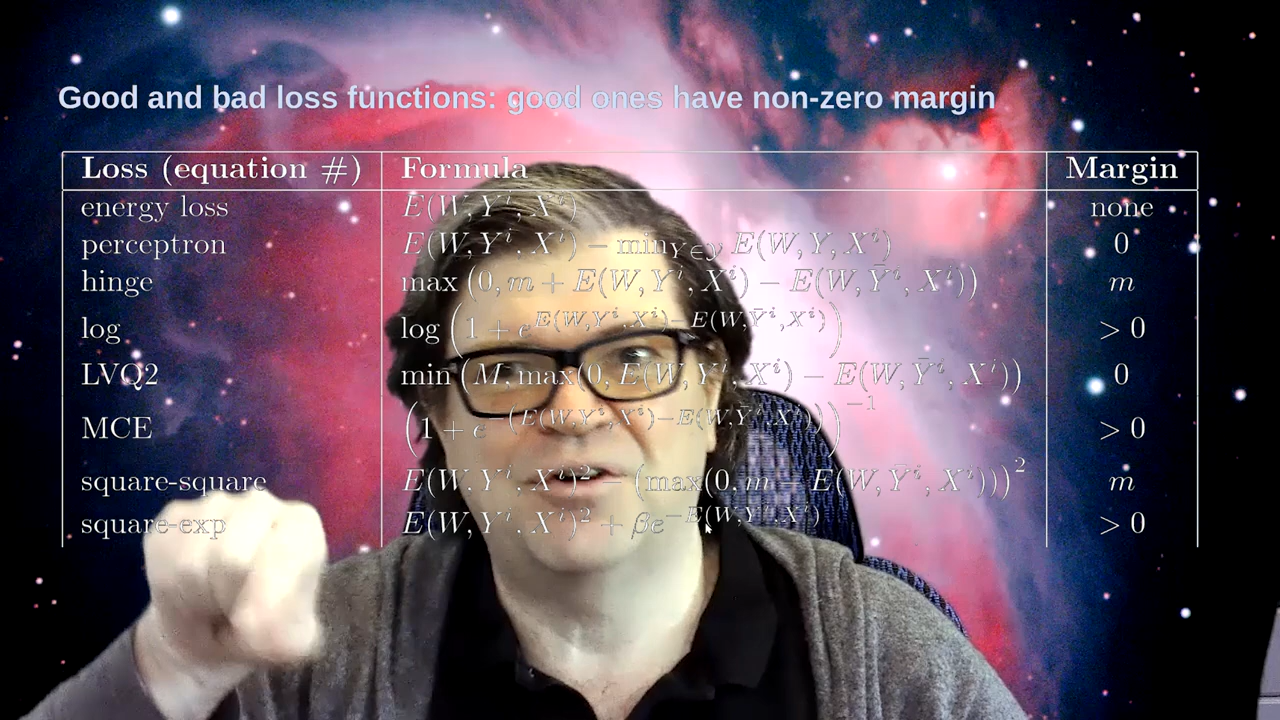 Good and bad loss functions: good ones have non-zero margin
Loss (equation #) Formula Margin
energy loss E(W, Y^i, X^i) none
perceptron E(W, Y^i, X^i) − min_{Y∈𝒴} E(W, Y, X^i) 0
hinge max (0, m + E(W, Y^i, X^i) − E(W, Ȳ^i, X^i)) m
log log (1 + e^{E(W,Y^i,X^i)−E(W,Ȳ^i,X^i)}) > 0
LVQ2 min (M, max(0, E(W, Y^i, X^i) − E(W, Ȳ^i, X^i)) 0
MCE (1 + e^{−(E(W,Y^i,X^i)−E(W,Ȳ^i,X^i))})^{−1} > 0
square-square E(W, Y^i, X^i)^2 − (max(0, m − E(W, Ȳ^i, X^i)))^2 m
square-exp E(W, Y^i, X^i)^2 + βe^{−E(W,Ȳ^i,X^i)} > 0